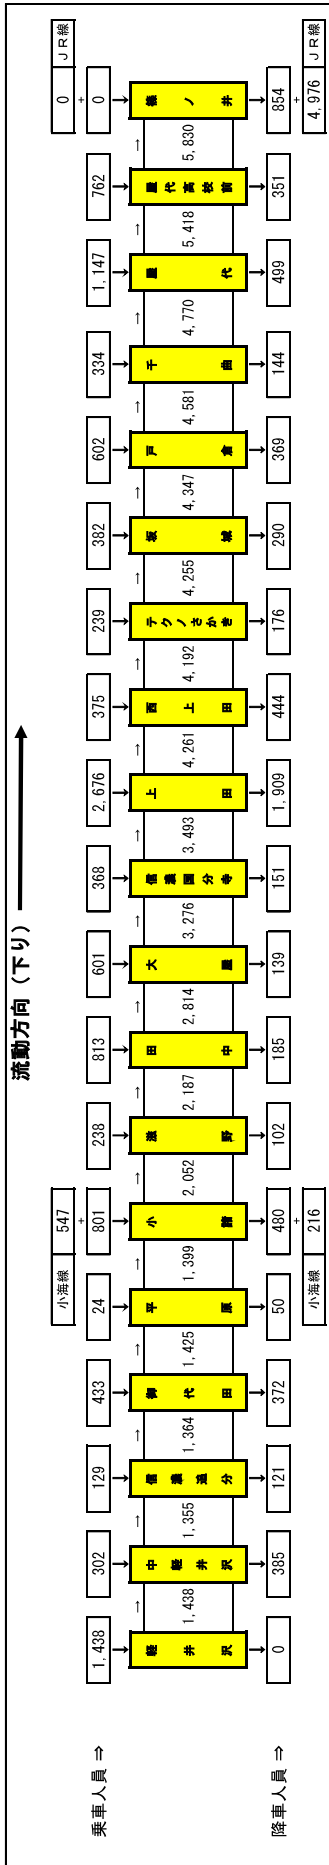 流動方向（下り）
小海線 547 0 ＪＲ線
+ +
乗車人員 ⇒ 1,438 302 129 433 24 801 238 813 601 368 2,676 375 239 382 602 334 1,147 762 0
→ → → → → → → → → → → → → → → → → →
軽井沢 中軽井沢 信濃追分 御代田 平原 小諸 滋野 田中 大屋 信濃国分寺 上田 西上田 テクノさかき 坂城 戸倉 千曲 屋代 屋代高校前 篠ノ井
1,438 1,355 1,364 1,425 1,399 2,052 2,187 2,814 3,276 3,493 4,261 4,192 4,255 4,347 4,581 4,770 5,418 5,830
降車人員 ⇒ 0 385 121 372 50 480 102 185 139 151 1,909 444 176 290 369 144 499 351 854
+ +
小海線 216 4,976 ＪＲ線